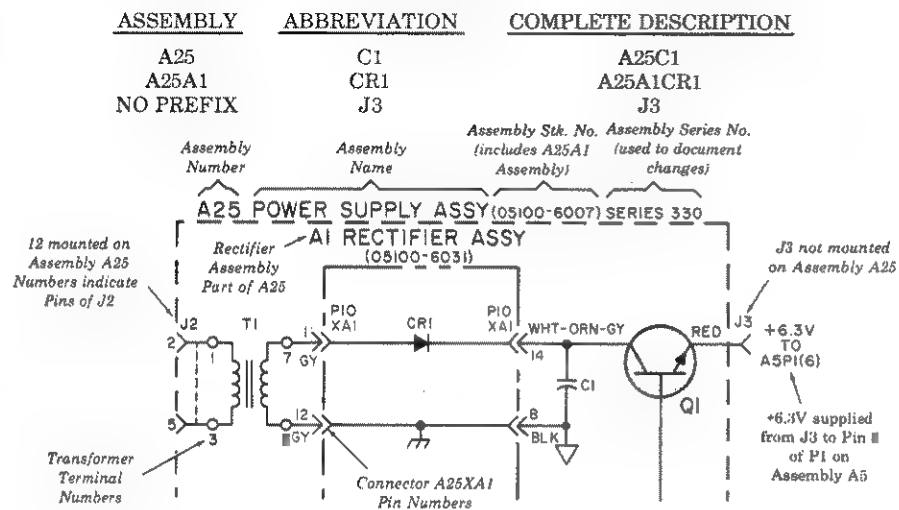 ASSEMBLY ABBREVIATION COMPLETE DESCRIPTION
A25 C1 A25C1
A25A1 CR1 A25A1CR1
NO PREFIX J3 J3
Assembly Number
Assembly Name
Assembly Stk. No. (includes A25A1 Assembly)
Assembly Series No. (used to document changes)
A25 POWER SUPPLY ASSY (05100-6007) SERIES 330
A1 RECTIFIER ASSY
(05100-6031)
12 mounted on
Assembly A25
Numbers indicate
Pins of J2
Rectifier
Assembly
Part of A25
J3 not mounted
on Assembly A25
J2 T1
P10
XA1
CR1
P10
XA1
WHT-ORN-GY
RED
J3
2
1
7
11
GY
14
C1
Q1
+6.3V
TO
A5P1(6)
5
3
12
GY
8
BLK
+6.3V supplied
from J3 to Pin
of P1 on
Assembly A5
Transformer
Terminal
Numbers
Connector A25XA1
Pin Numbers